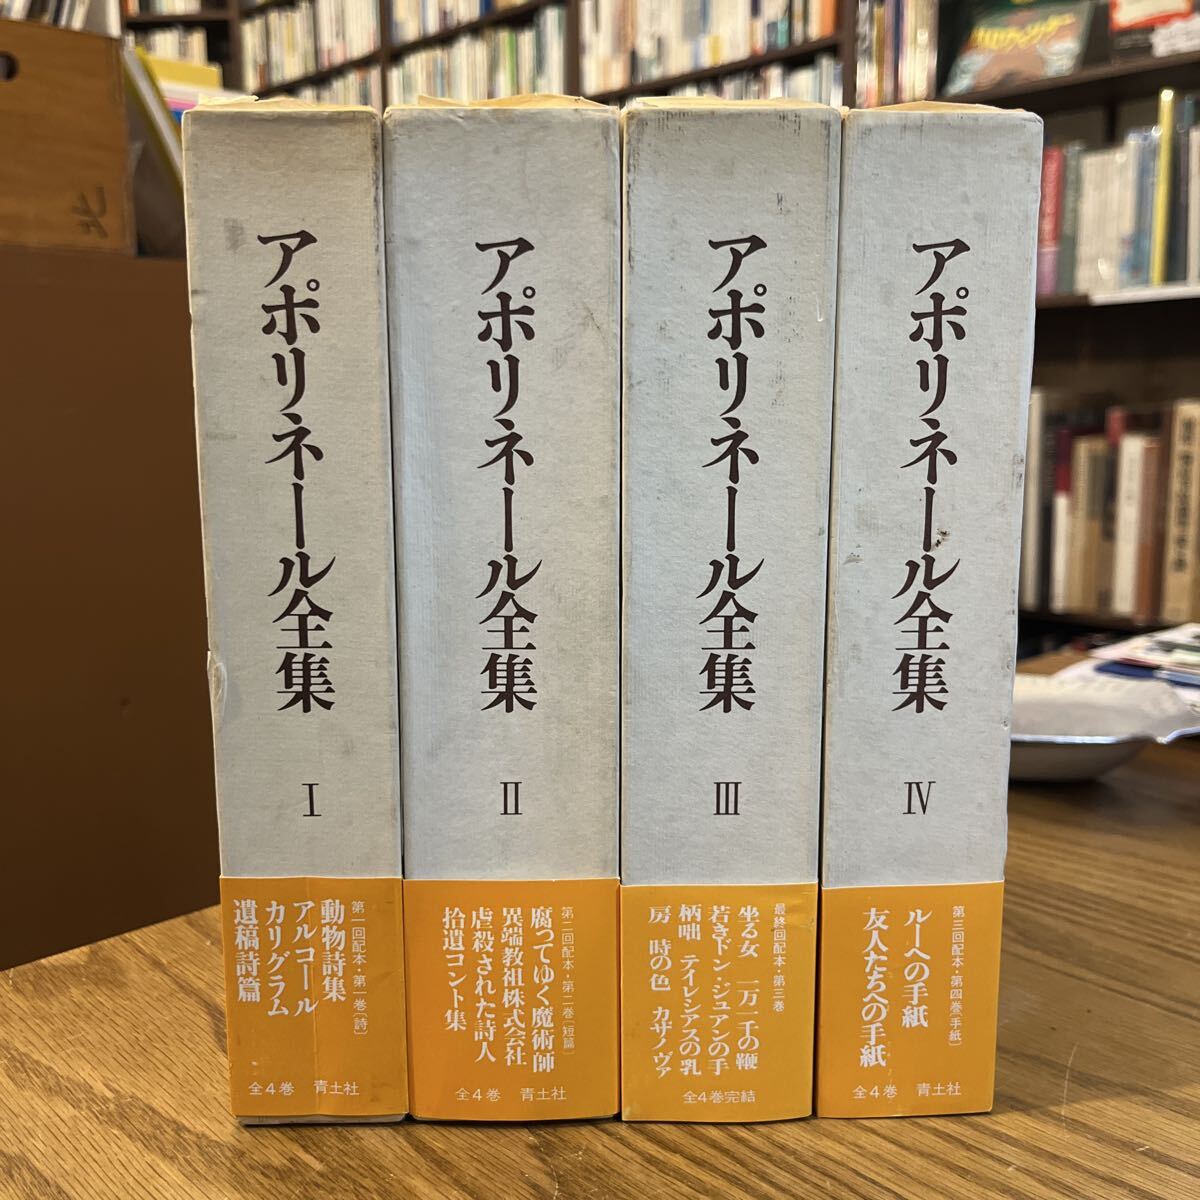 アポリネール全集
I
第一回配本・第一巻〔詩〕
動物詩集
アルコール
カリグラム
遺稿詩篇
全4巻 青土社
アポリネール全集
II
第二回配本・第二巻〔短篇〕
腐ってゆく魔術師
異端教祖株式会社
虐殺された詩人
拾遺コント集
全4巻 青土社
アポリネール全集
III
最終回配本・第三巻
坐る女 一万一千の鞭
若きドン・ジュアンの手
柄咄 テイレシアスの乳
房 時の色 カザノヴァ
全4巻完結
アポリネール全集
IV
第三回配本・第四巻〔手紙〕
ルーへの手紙
友人たちへの手紙
全4巻 青土社
北